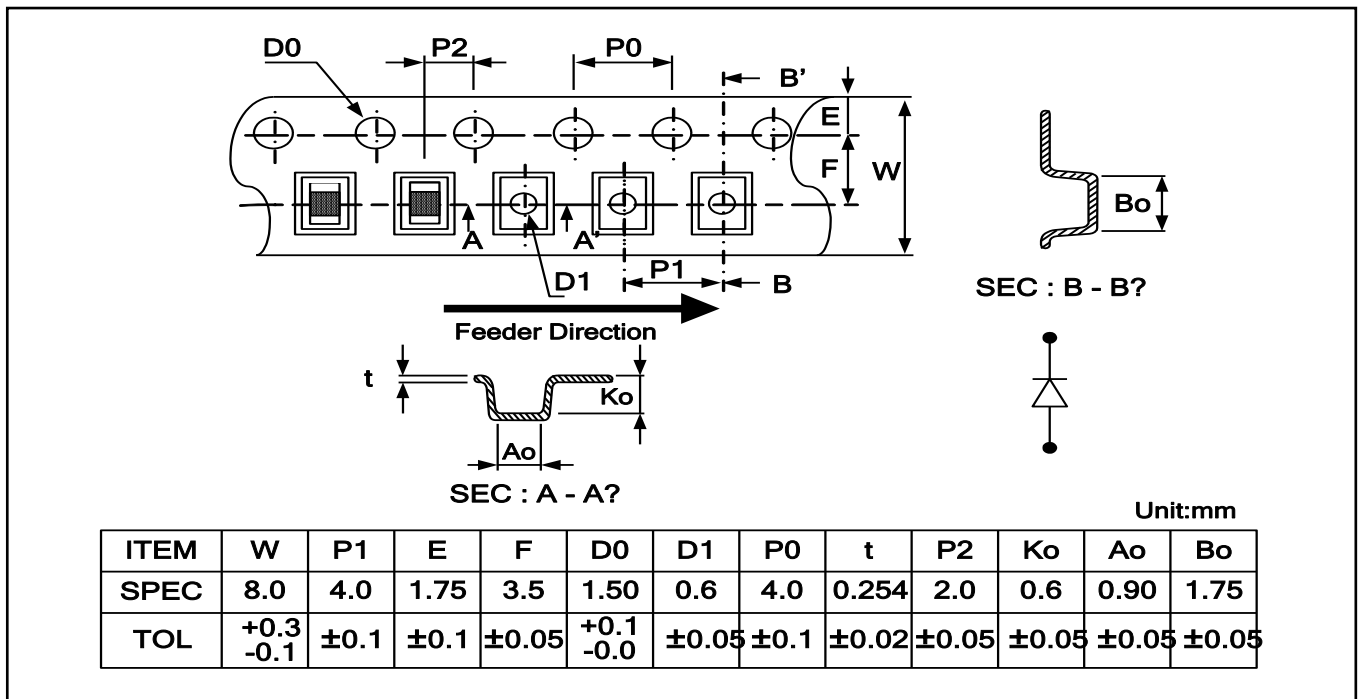 D0 P2 P0 B’
E
F W
A A’
D1 P1 B
Feeder Direction
Bo
SEC : B - B?
t Ko
Ao
SEC : A - A?
Unit:mm
ITEM W P1 E F D0 D1 P0 t P2 Ko Ao Bo
SPEC 8.0 4.0 1.75 3.5 1.50 0.6 4.0 0.254 2.0 0.6 0.90 1.75
TOL +0.3 -0.1 ±0.1 ±0.1 ±0.05 +0.1 -0.0 ±0.05 ±0.1 ±0.02 ±0.05 ±0.05 ±0.05 ±0.05